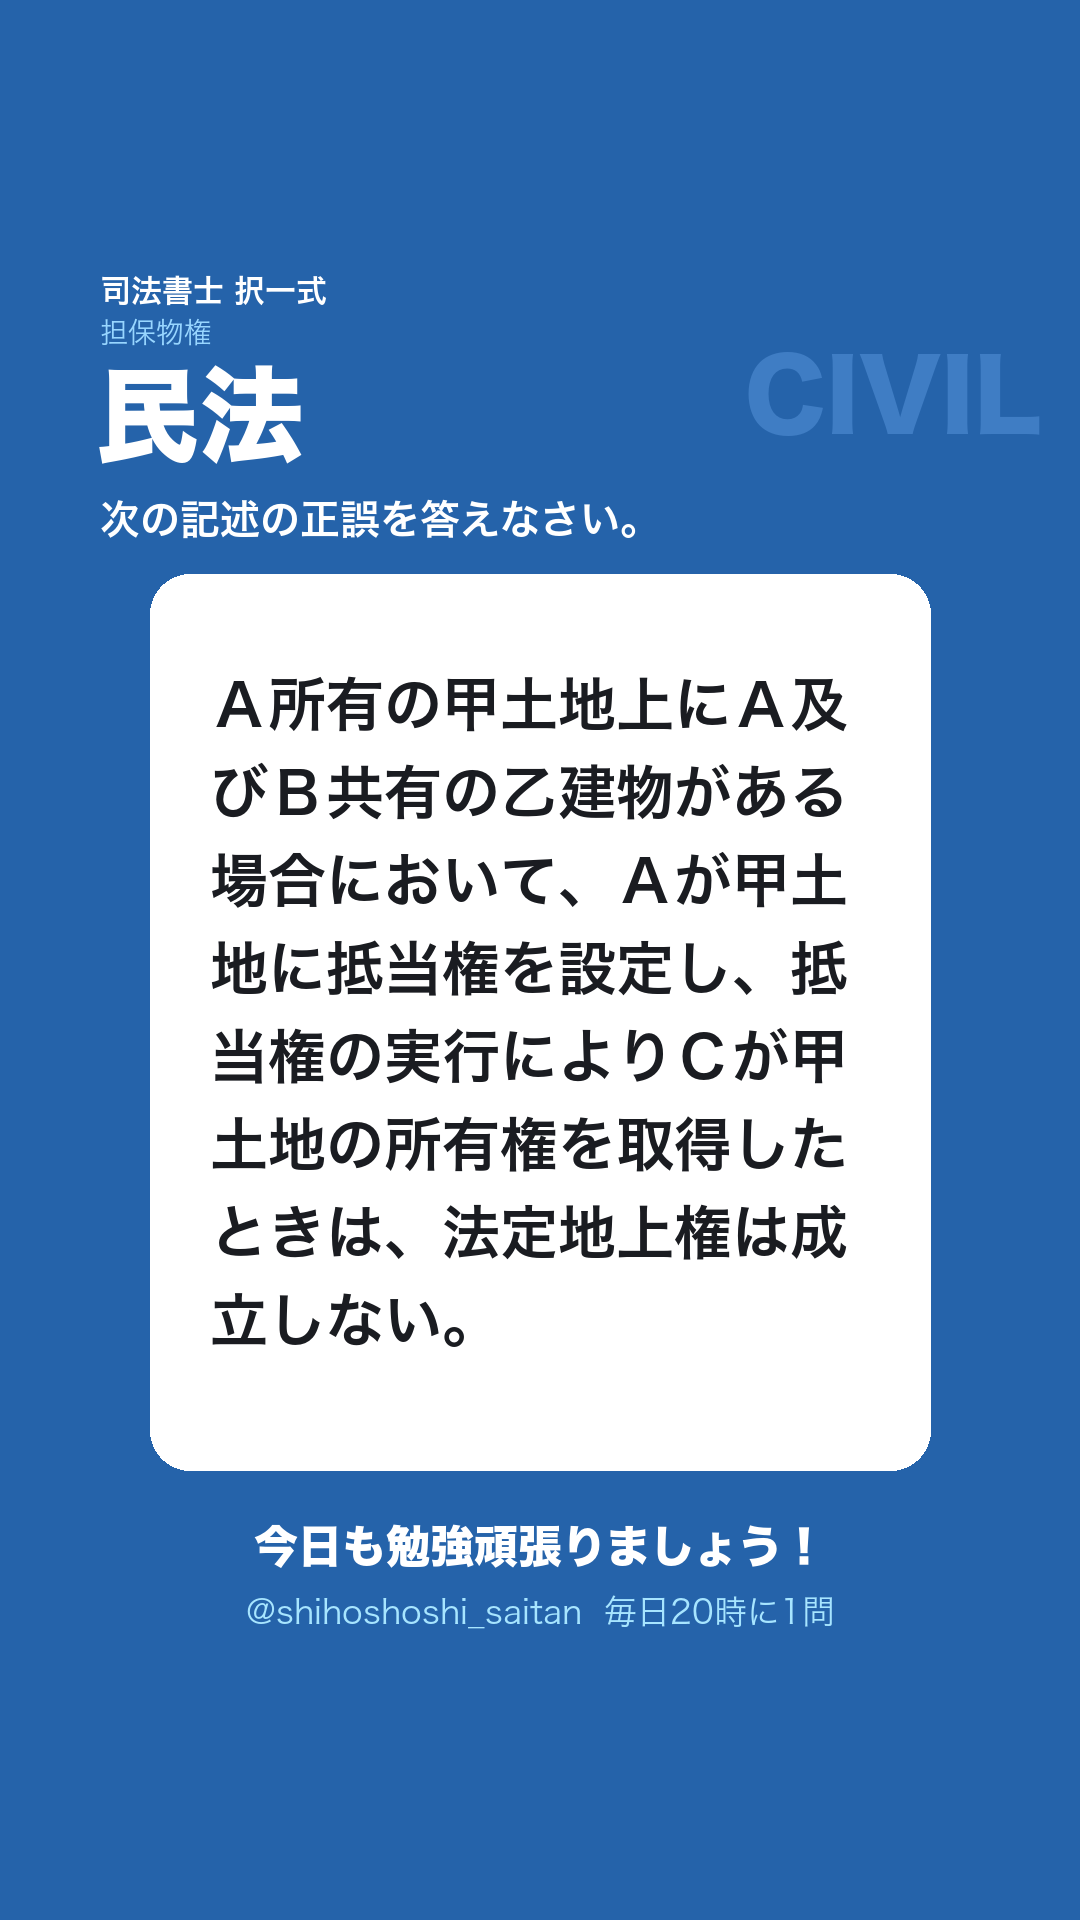 司法書士 択一式
担保物権
民法
CIVIL
次の記述の正誤を答えなさい。
Ａ所有の甲土地上にＡ及
びＢ共有の乙建物がある
場合において、Ａが甲土
地に抵当権を設定し、抵
当権の実行によりＣが甲
土地の所有権を取得した
ときは、法定地上権は成
立しない。
今日も勉強頑張りましょう！
@shihoshoshi_saitan 毎日20時に1問